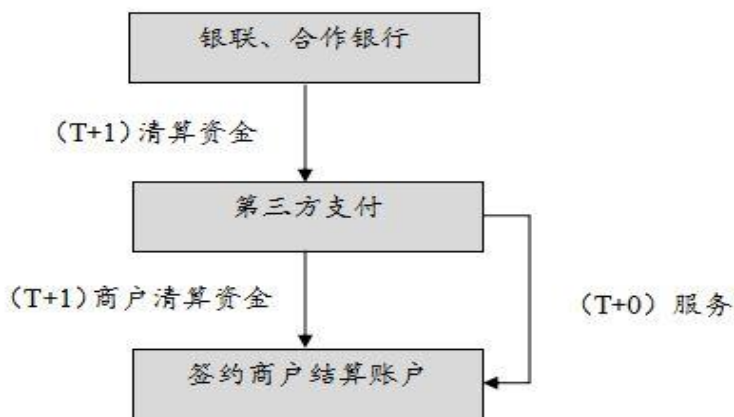 银联、合作银行
（T+1）清算资金
第三方支付
（T+1）商户清算资金
（T+0）服务
签约商户结算账户